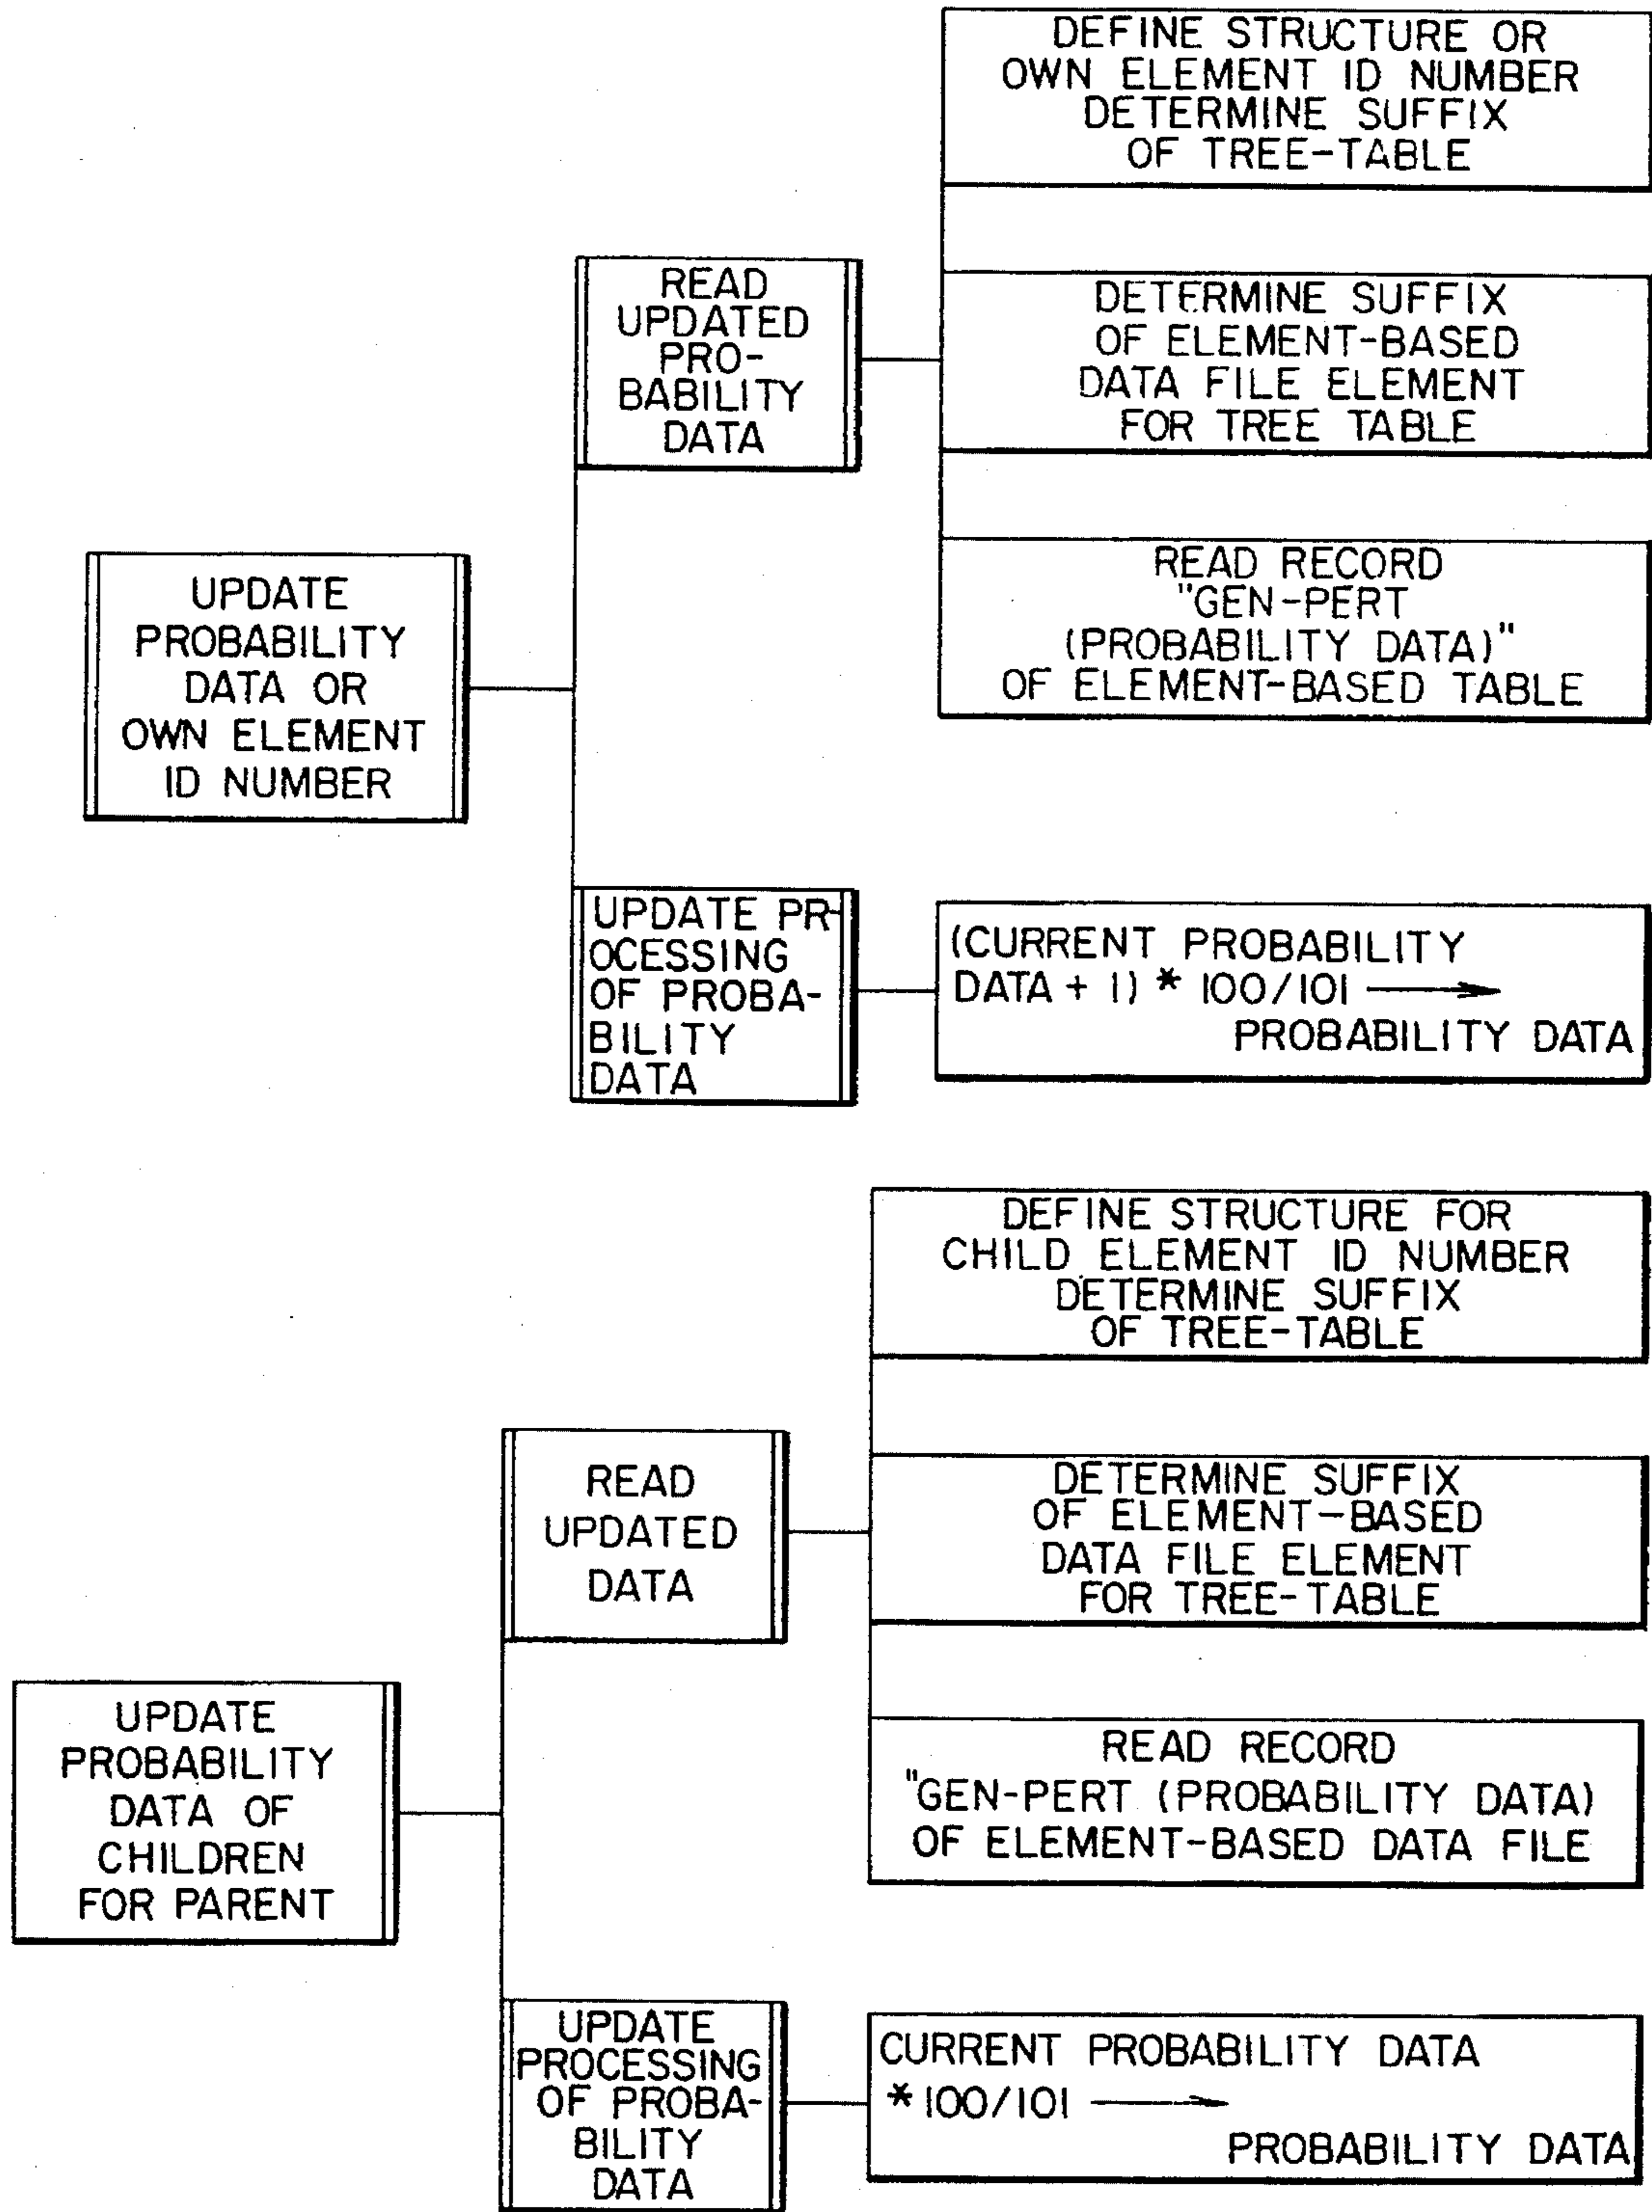 DEFINE STRUCTURE OR
OWN ELEMENT ID NUMBER
DETERMINE SUFFIX
OF TREE-TABLE
READ
UPDATED
PRO-
BABILITY
DATA
DETERMINE SUFFIX
OF ELEMENT-BASED
DATA FILE ELEMENT
FOR TREE TABLE
READ RECORD
"GEN-PERT
(PROBABILITY DATA)"
OF ELEMENT-BASED TABLE
UPDATE
PROBABILITY
DATA OR
OWN ELEMENT
ID NUMBER
UPDATE PR-
OCESSING
OF PROBA-
BILITY
DATA
(CURRENT PROBABILITY
DATA + 1) * 100/101 ⟶
PROBABILITY DATA
DEFINE STRUCTURE FOR
CHILD ELEMENT ID NUMBER
DETERMINE SUFFIX
OF TREE-TABLE
READ
UPDATED
DATA
DETERMINE SUFFIX
OF ELEMENT-BASED
DATA FILE ELEMENT
FOR TREE-TABLE
READ RECORD
"GEN-PERT (PROBABILITY DATA)
OF ELEMENT-BASED DATA FILE
UPDATE
PROBABILITY
DATA OF
CHILDREN
FOR PARENT
UPDATE
PROCESSING
OF PROBA-
BILITY
DATA
CURRENT PROBABILITY DATA
* 100/101 ⟶
PROBABILITY DATA